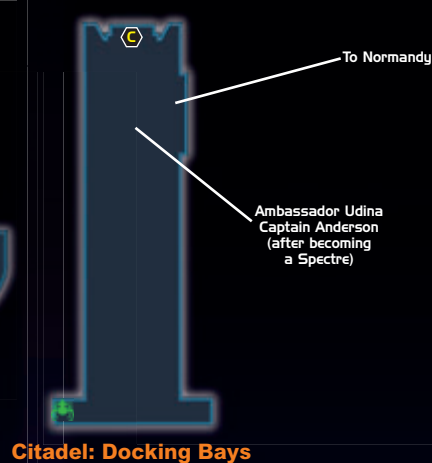 C
To Normandy
Ambassador Udina
Captain Anderson
(after becoming
a Spectre)
Citadel: Docking Bays